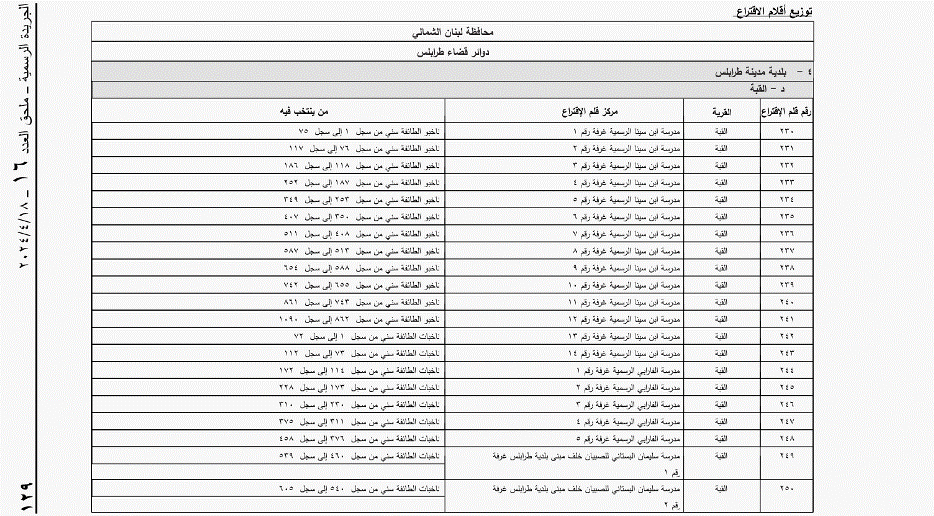 توزيع أقلام الاقتراع
محافظة لبنان الشمالي
دوائر قضاء طرابلس
٤ - بلدية مدينة طرابلس
د - القبة
رقم قلم الإقتراع القرية مركز قلم الإقتراع من ينتخب فيه
٢٣٠ القبة مدرسة ابن سينا الرسمية غرفة رقم ١ ناخبو الطائفة سني من سجل ١ إلى سجل ٧٥
٢٣١ القبة مدرسة ابن سينا الرسمية غرفة رقم ٢ ناخبو الطائفة سني من سجل ٧٦ إلى سجل ١١٧
٢٣٢ القبة مدرسة ابن سينا الرسمية غرفة رقم ٣ ناخبو الطائفة سني من سجل ١١٨ إلى سجل ١٨٦
٢٣٣ القبة مدرسة ابن سينا الرسمية غرفة رقم ٤ ناخبو الطائفة سني من سجل ١٨٧ إلى سجل ٢٥٢
٢٣٤ القبة مدرسة ابن سينا الرسمية غرفة رقم ٥ ناخبو الطائفة سني من سجل ٢٥٣ إلى سجل ٣٤٩
٢٣٥ القبة مدرسة ابن سينا الرسمية غرفة رقم ٦ ناخبو الطائفة سني من سجل ٣٥٠ إلى سجل ٤٠٧
٢٣٦ القبة مدرسة ابن سينا الرسمية غرفة رقم ٧ ناخبو الطائفة سني من سجل ٤٠٨ إلى سجل ٥١١
٢٣٧ القبة مدرسة ابن سينا الرسمية غرفة رقم ٨ ناخبو الطائفة سني من سجل ٥١٣ إلى سجل ٥٨٧
٢٣٨ القبة مدرسة ابن سينا الرسمية غرفة رقم ٩ ناخبو الطائفة سني من سجل ٥٨٨ إلى سجل ٦٥٤
٢٣٩ القبة مدرسة ابن سينا الرسمية غرفة رقم ١٠ ناخبو الطائفة سني من سجل ٦٥٥ إلى سجل ٧٤٢
٢٤٠ القبة مدرسة ابن سينا الرسمية غرفة رقم ١١ ناخبو الطائفة سني من سجل ٧٤٣ إلى سجل ٨٦١
٢٤١ القبة مدرسة ابن سينا الرسمية غرفة رقم ١٢ ناخبو الطائفة سني من سجل ٨٦٢ إلى سجل ١٠٩٠
٢٤٢ القبة مدرسة ابن سينا الرسمية غرفة رقم ١٣ ناخبات الطائفة سني من سجل ١ إلى سجل ٧٢
٢٤٣ القبة مدرسة ابن سينا الرسمية غرفة رقم ١٤ ناخبات الطائفة سني من سجل ٧٣ إلى سجل ١١٢
٢٤٤ القبة مدرسة الفارابي الرسمية غرفة رقم ١ ناخبات الطائفة سني من سجل ١١٤ إلى سجل ١٧٢
٢٤٥ القبة مدرسة الفارابي الرسمية غرفة رقم ٢ ناخبات الطائفة سني من سجل ١٧٣ إلى سجل ٢٢٨
٢٤٦ القبة مدرسة الفارابي الرسمية غرفة رقم ٣ ناخبات الطائفة سني من سجل ٢٣٠ إلى سجل ٣١٠
٢٤٧ القبة مدرسة الفارابي الرسمية غرفة رقم ٤ ناخبات الطائفة سني من سجل ٣١١ إلى سجل ٣٧٥
٢٤٨ القبة مدرسة الفارابي الرسمية غرفة رقم ٥ ناخبات الطائفة سني من سجل ٣٧٦ إلى سجل ٤٥٨
٢٤٩ القبة مدرسة سليمان البستاني للصبيان خلف مبنى بلدية طرابلس غرفة ناخبات الطائفة سني من سجل ٤٦٠ إلى سجل ٥٣٩
رقم ١
٢٥٠ القبة مدرسة سليمان البستاني للصبيان خلف مبنى بلدية طرابلس غرفة ناخبات الطائفة سني من سجل ٥٤٠ إلى سجل ٦٠٥
رقم ٢
الجريدة الرسمية - ملحق العدد ١٦ - ٢٠٢٤/٤/١٨
١٢٩